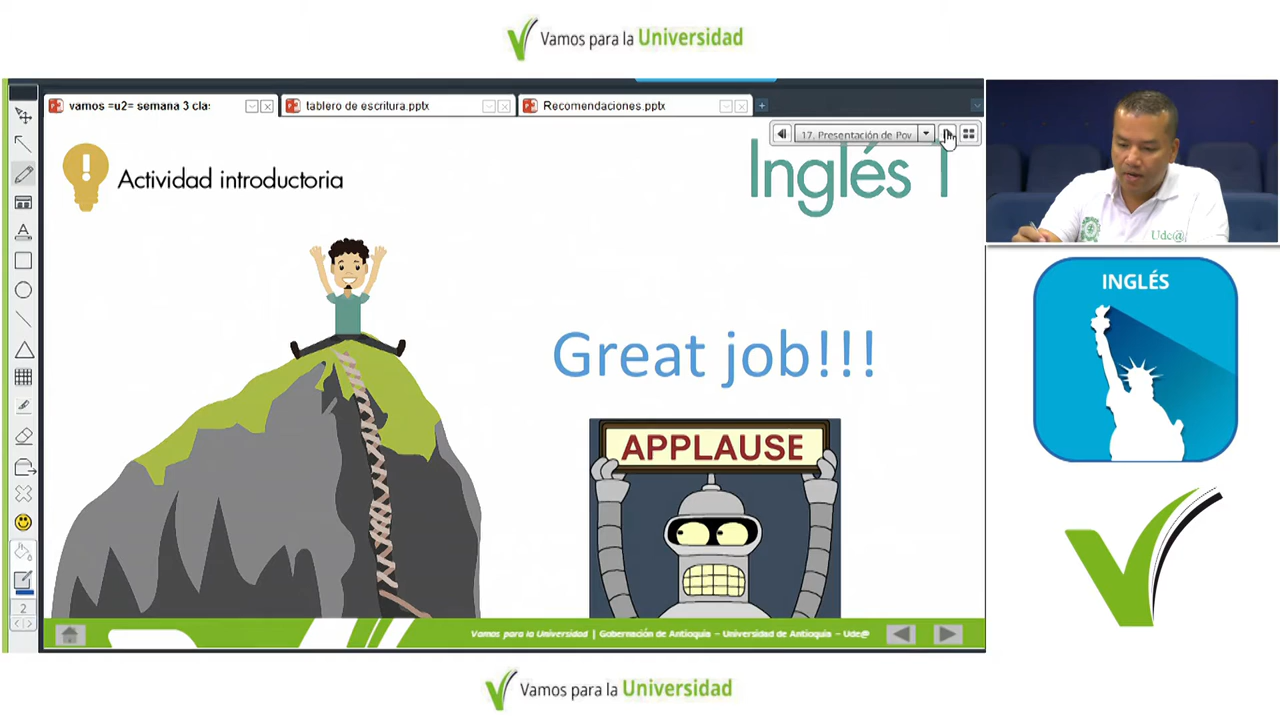 Vamos para la Universidad
vamos =u2= semana 3 clas
tablero de escritura.pptx
Recomendaciones.pptx
17. Presentación de Pov
Actividad introductoria
Inglés 1
Great job!!!
APPLAUSE
2
Vamos para la Universidad | Gobernación de Antioquia – Universidad de Antioquia – Ude@
Ude@
INGLÉS
Vamos para la Universidad